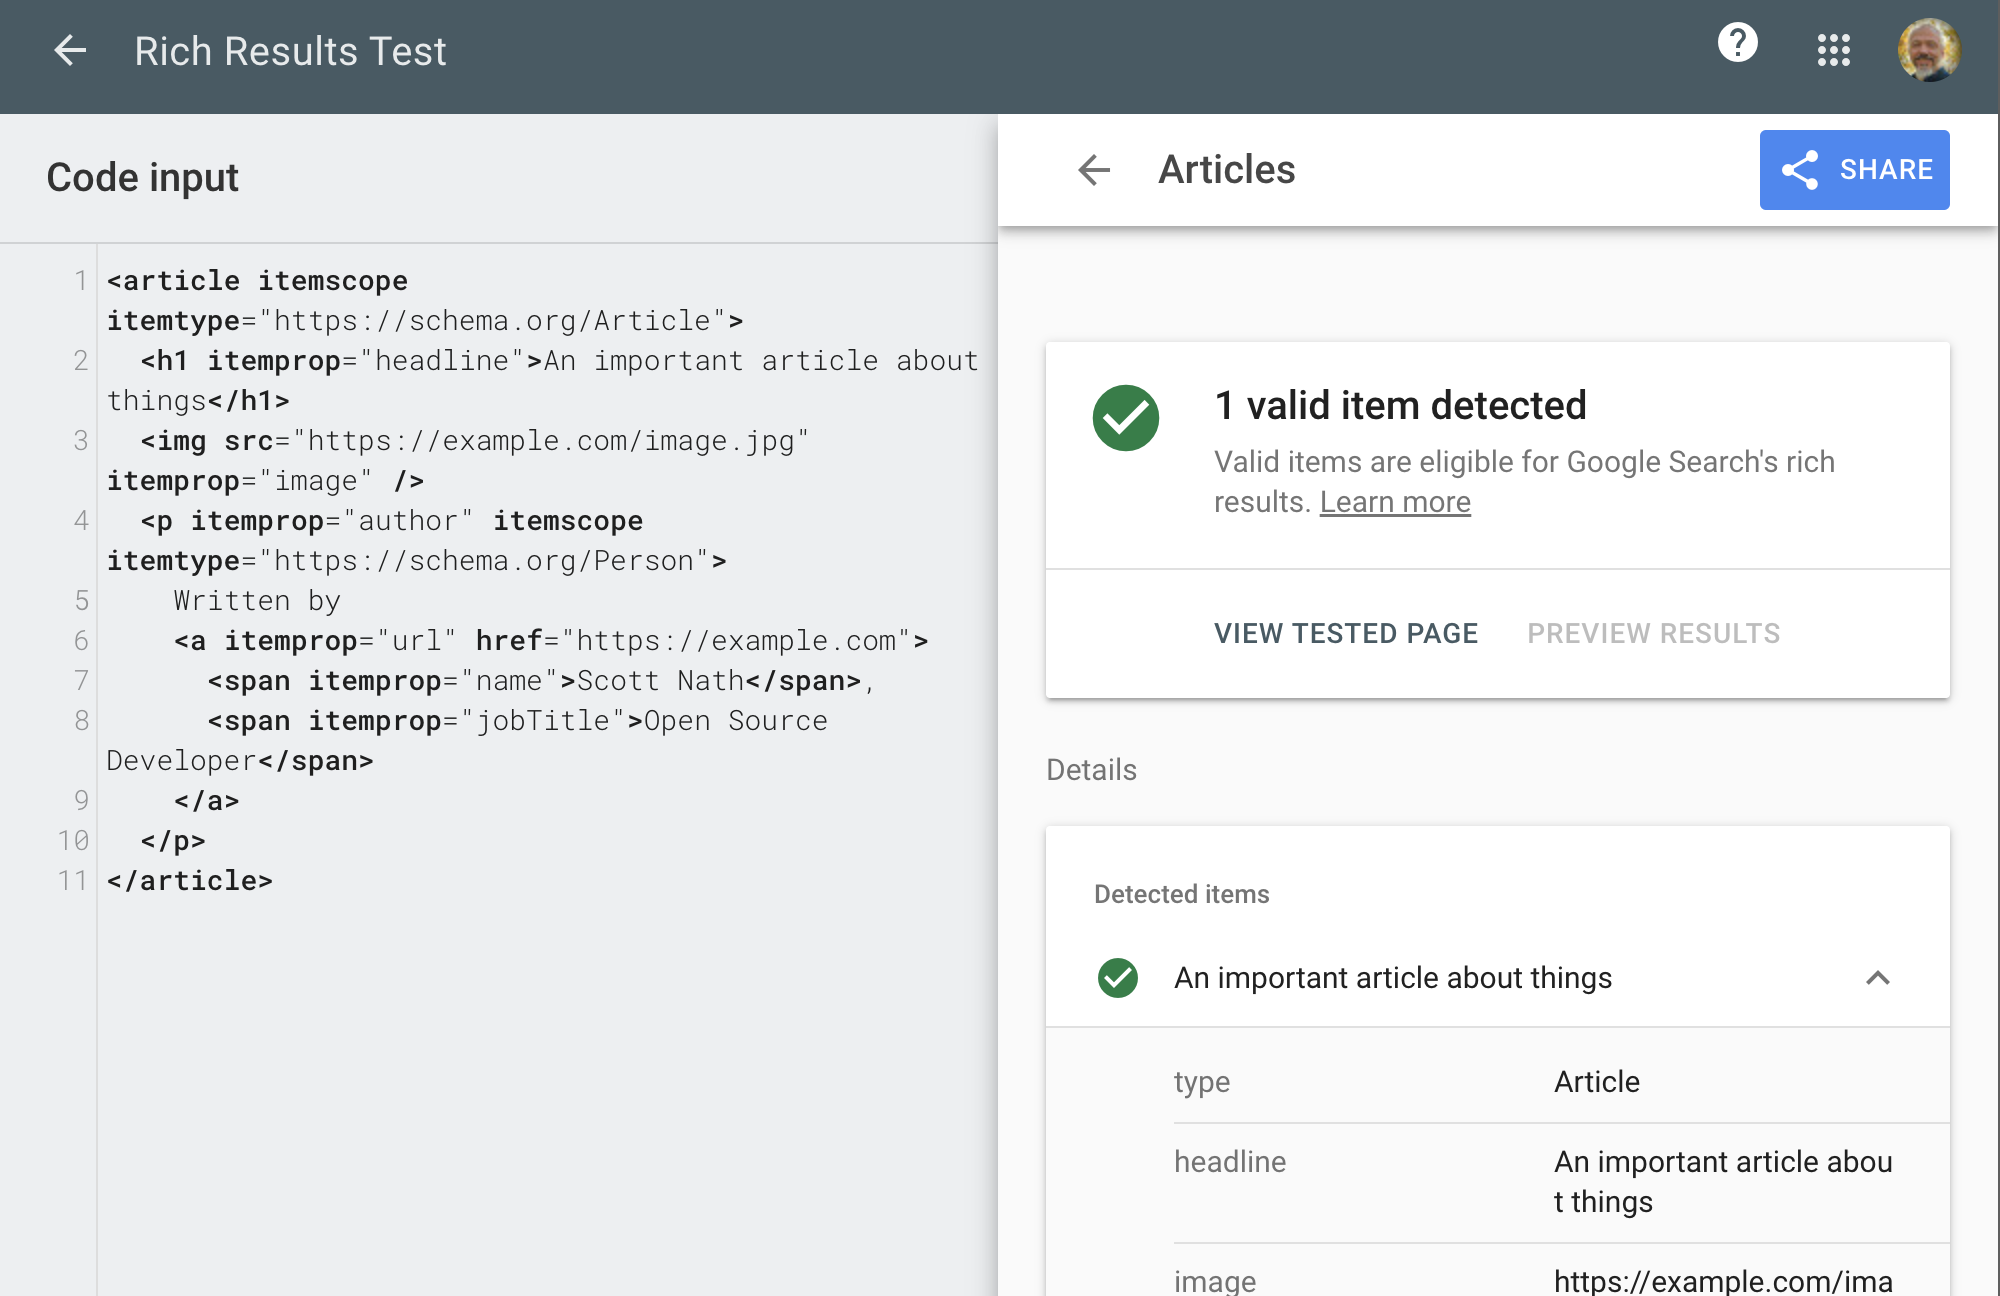 Rich Results Test
Code input
1 <article itemscope
itemtype="https://schema.org/Article">
2 <h1 itemprop="headline">An important article about
things</h1>
3 <img src="https://example.com/image.jpg"
itemprop="image" />
4 <p itemprop="author" itemscope
itemtype="https://schema.org/Person">
5 Written by
6 <a itemprop="url" href="https://example.com">
7 <span itemprop="name">Scott Nath</span>,
8 <span itemprop="jobTitle">Open Source
Developer</span>
9 </a>
10 </p>
11 </article>
Articles
SHARE
1 valid item detected
Valid items are eligible for Google Search's rich
results. Learn more
VIEW TESTED PAGE PREVIEW RESULTS
Details
Detected items
An important article about things
type Article
headline An important article abou
t things
image https://example.com/ima